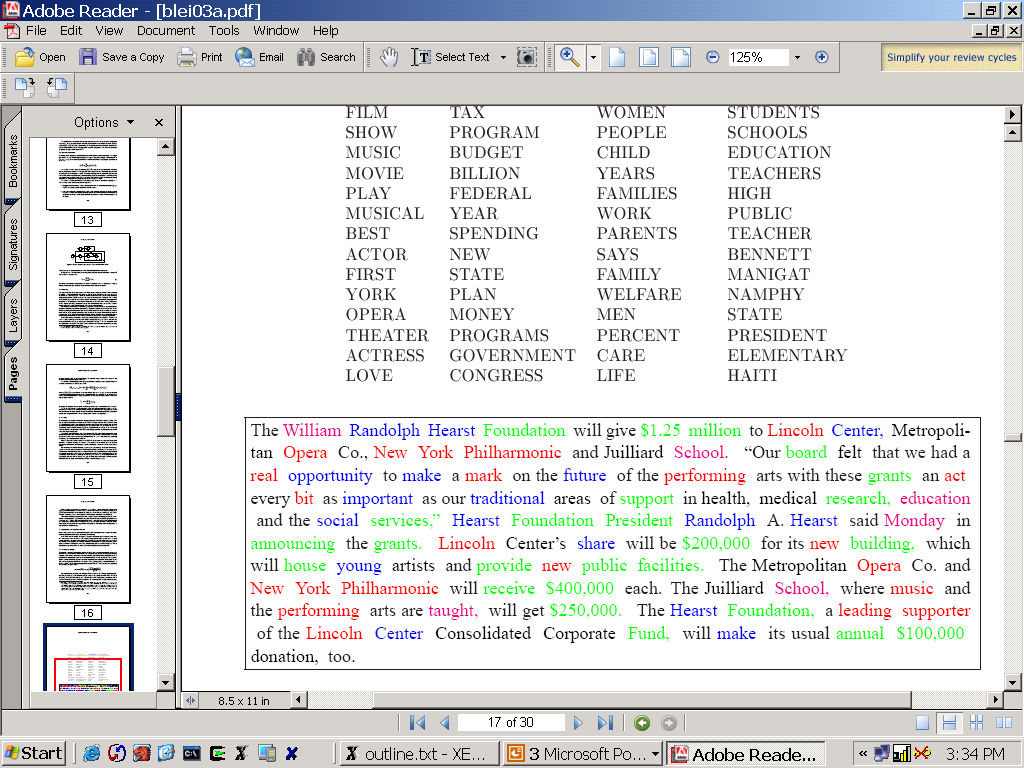 Adobe Reader - [blei03a.pdf]
File Edit View Document Tools Window Help
Open Save a Copy Print Email Search Select Text 125% Simplify your review cycles
Options
Bookmarks
Signatures
Layers
Pages
13
14
15
16
FILM TAX WOMEN STUDENTS
SHOW PROGRAM PEOPLE SCHOOLS
MUSIC BUDGET CHILD EDUCATION
MOVIE BILLION YEARS TEACHERS
PLAY FEDERAL FAMILIES HIGH
MUSICAL YEAR WORK PUBLIC
BEST SPENDING PARENTS TEACHER
ACTOR NEW SAYS BENNETT
FIRST STATE FAMILY MANIGAT
YORK PLAN WELFARE NAMPHY
OPERA MONEY MEN STATE
THEATER PROGRAMS PERCENT PRESIDENT
ACTRESS GOVERNMENT CARE ELEMENTARY
LOVE CONGRESS LIFE HAITI
The William Randolph Hearst Foundation will give $1.25 million to Lincoln Center, Metropoli-
tan Opera Co., New York Philharmonic and Juilliard School. “Our board felt that we had a
real opportunity to make a mark on the future of the performing arts with these grants an act
every bit as important as our traditional areas of support in health, medical research, education
and the social services,” Hearst Foundation President Randolph A. Hearst said Monday in
announcing the grants. Lincoln Center’s share will be $200,000 for its new building, which
will house young artists and provide new public facilities. The Metropolitan Opera Co. and
New York Philharmonic will receive $400,000 each. The Juilliard School, where music and
the performing arts are taught, will get $250,000. The Hearst Foundation, a leading supporter
of the Lincoln Center Consolidated Corporate Fund, will make its usual annual $100,000
donation, too.
8.5 x 11 in
17 of 30
Start outline.txt - XE... 3 Microsoft Po... Adobe Reade... « 3:34 PM